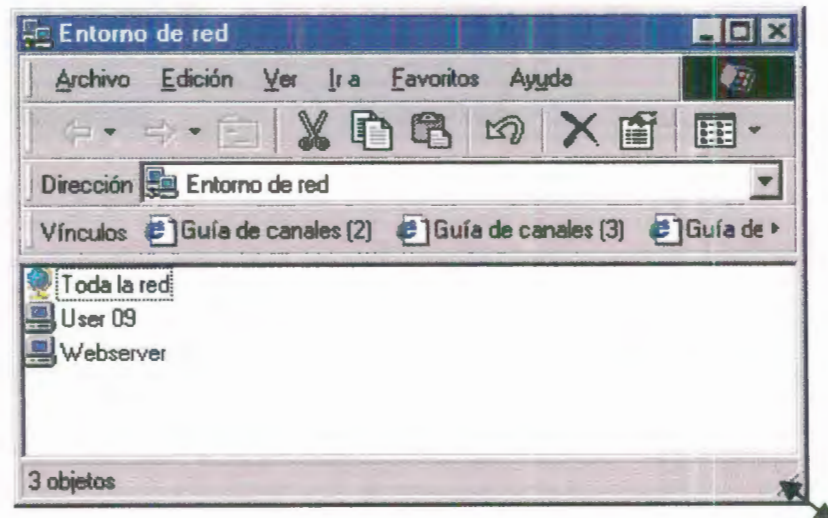 Entorno de red
Archivo Edición Ver Ir a Favoritos Ayuda
Dirección Entorno de red
Vínculos Guía de canales (2) Guía de canales (3) Guía de
Toda la red
User 09
Webserver
3 objetos